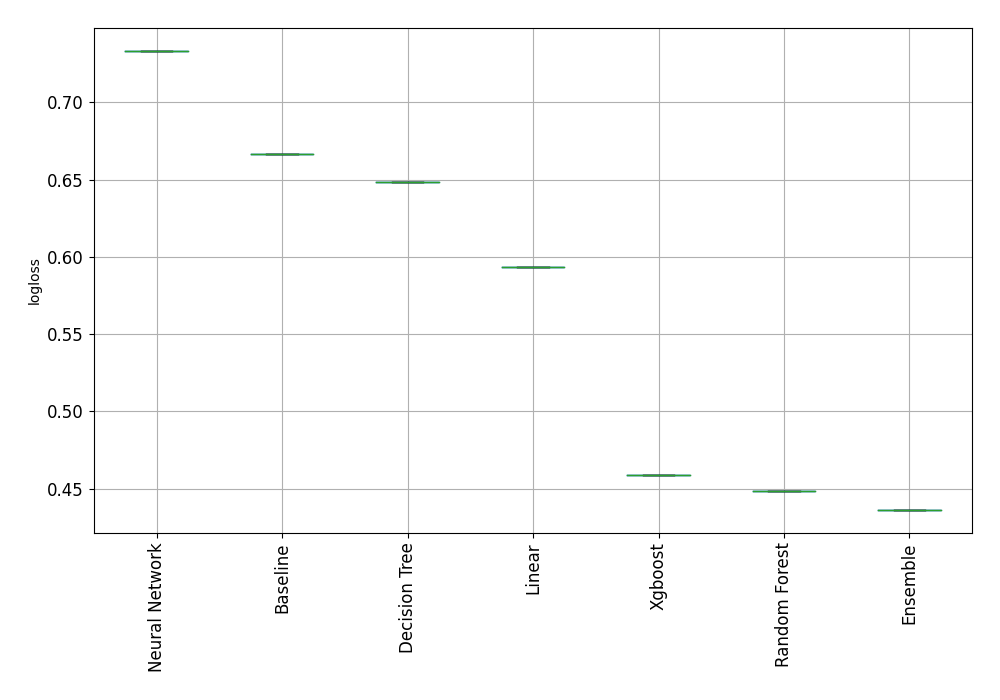 0.70
0.65
0.60
0.55
0.50
0.45
logloss
Neural Network
Baseline
Decision Tree
Linear
Xgboost
Random Forest
Ensemble